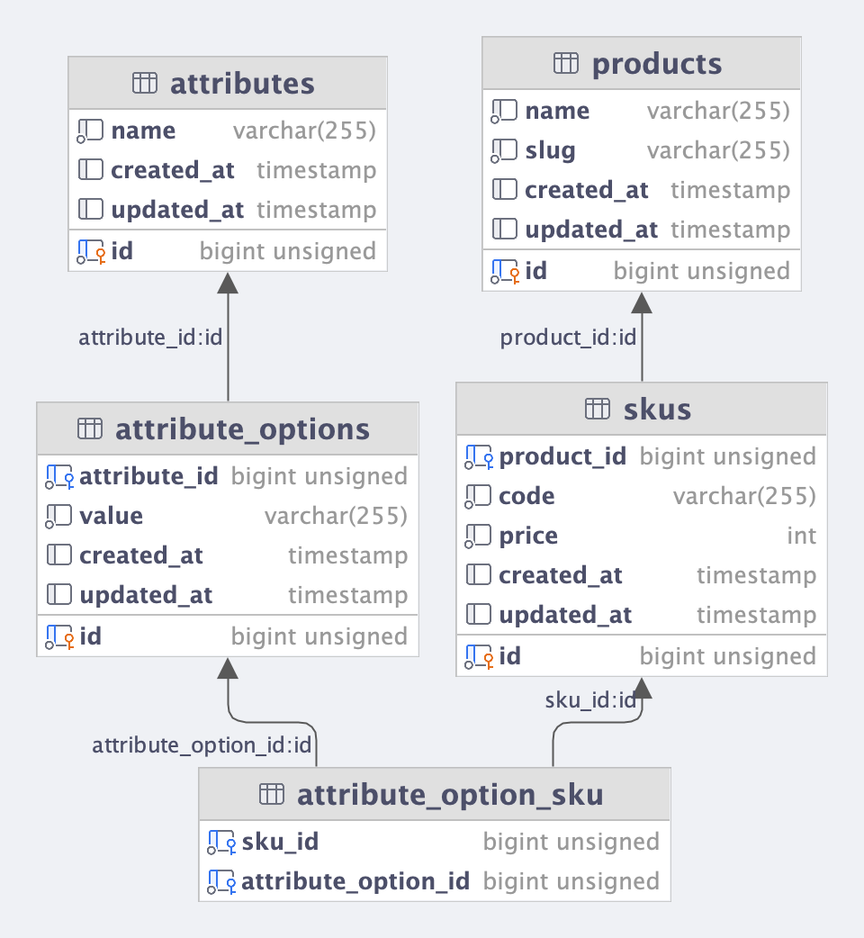 attributes
name varchar(255)
created_at timestamp
updated_at timestamp
id bigint unsigned
products
name varchar(255)
slug varchar(255)
created_at timestamp
updated_at timestamp
id bigint unsigned
attribute_id:id
product_id:id
attribute_options
attribute_id bigint unsigned
value varchar(255)
created_at timestamp
updated_at timestamp
id bigint unsigned
skus
product_id bigint unsigned
code varchar(255)
price int
created_at timestamp
updated_at timestamp
id bigint unsigned
sku_id:id
attribute_option_id:id
attribute_option_sku
sku_id bigint unsigned
attribute_option_id bigint unsigned